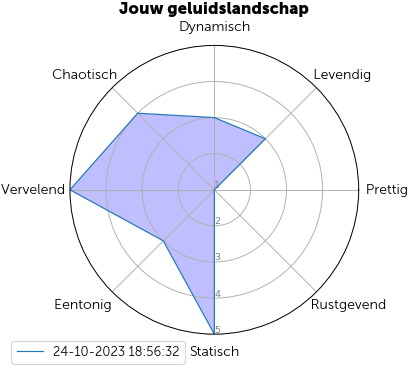 Jouw geluidslandschap
Dynamisch
Chaotisch
Levendig
Vervelend
1
Prettig
2
3
4
Eentonig
Rustgevend
5
24-10-2023 18:56:32
Statisch